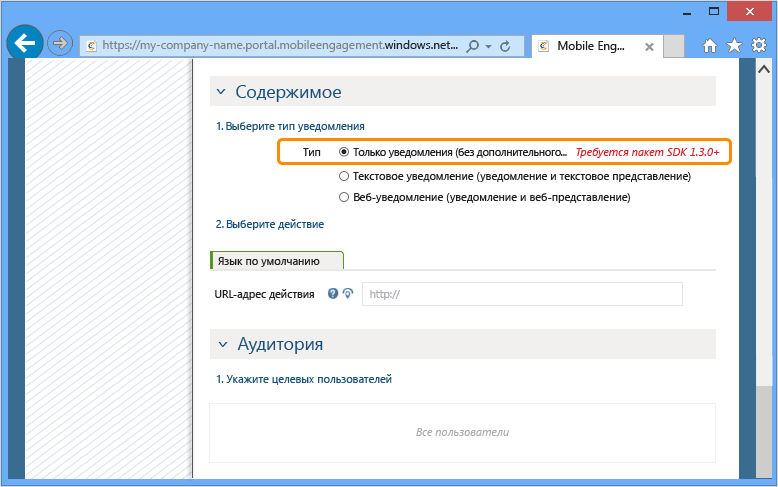 https://my-company-name.portal.mobileengagement.windows.net...
Mobile Eng...
Содержимое
1. Выберите тип уведомления
Тип Только уведомления (без дополнительного... Требуется пакет SDK 1.3.0+
Текстовое уведомление (уведомление и текстовое представление)
Веб-уведомление (уведомление и веб-представление)
2. Выберите действие
Язык по умолчанию
URL-адрес действия ? http://
Аудитория
1. Укажите целевых пользователей
Все пользователи